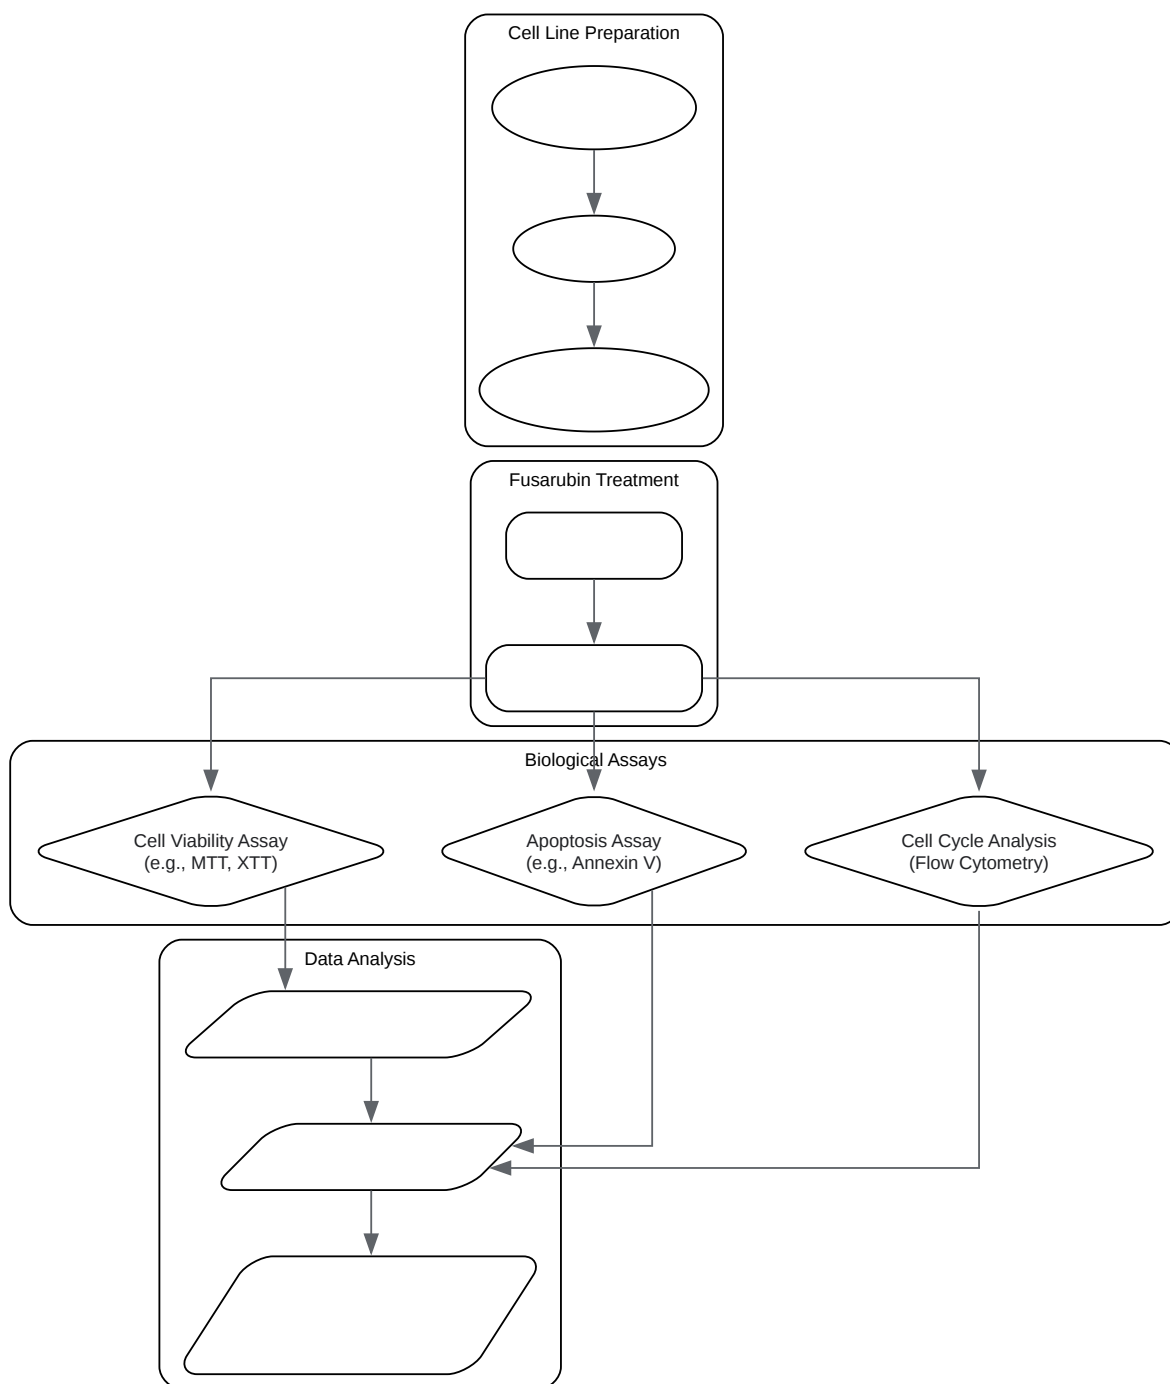 Cell Line Preparation
Fusarubin Treatment
Biological Assays
Cell Viability Assay
(e.g., MTT, XTT)
Apoptosis Assay
(e.g., Annexin V)
Cell Cycle Analysis
(Flow Cytometry)
Data Analysis